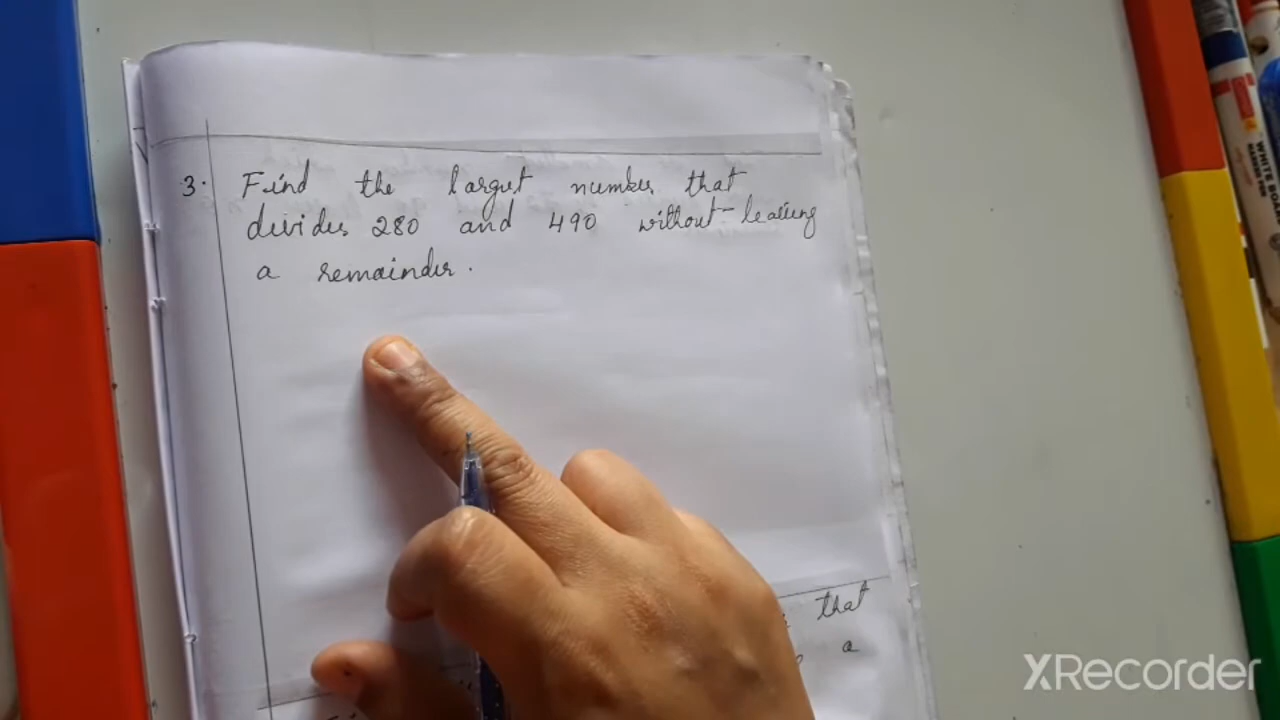 3. Find the largest number that
divides 280 and 490 without leaving
a remainder.
that
a
XRecorder